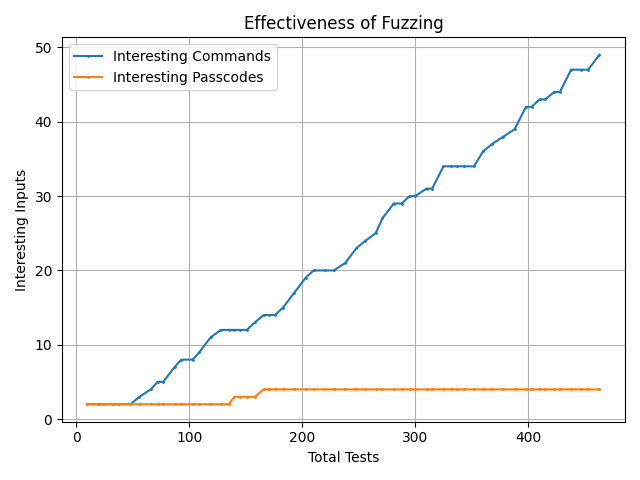 Effectiveness of Fuzzing
Interesting Commands
Interesting Passcodes
Interesting Inputs
50
40
30
20
10
0
0 100 200 300 400
Total Tests